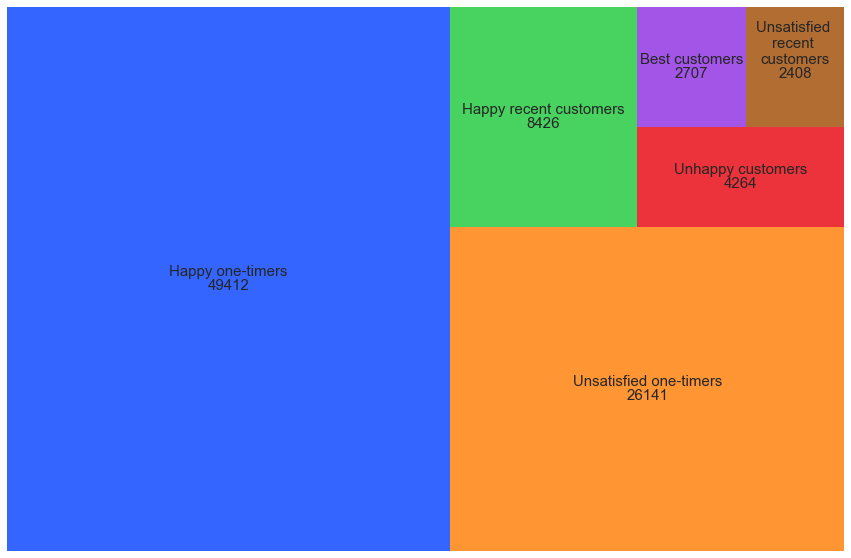 Happy one-timers
49412
Happy recent customers
8426
Best customers
2707
Unsatisfied
recent
customers
2408
Unhappy customers
4264
Unsatisfied one-timers
26141